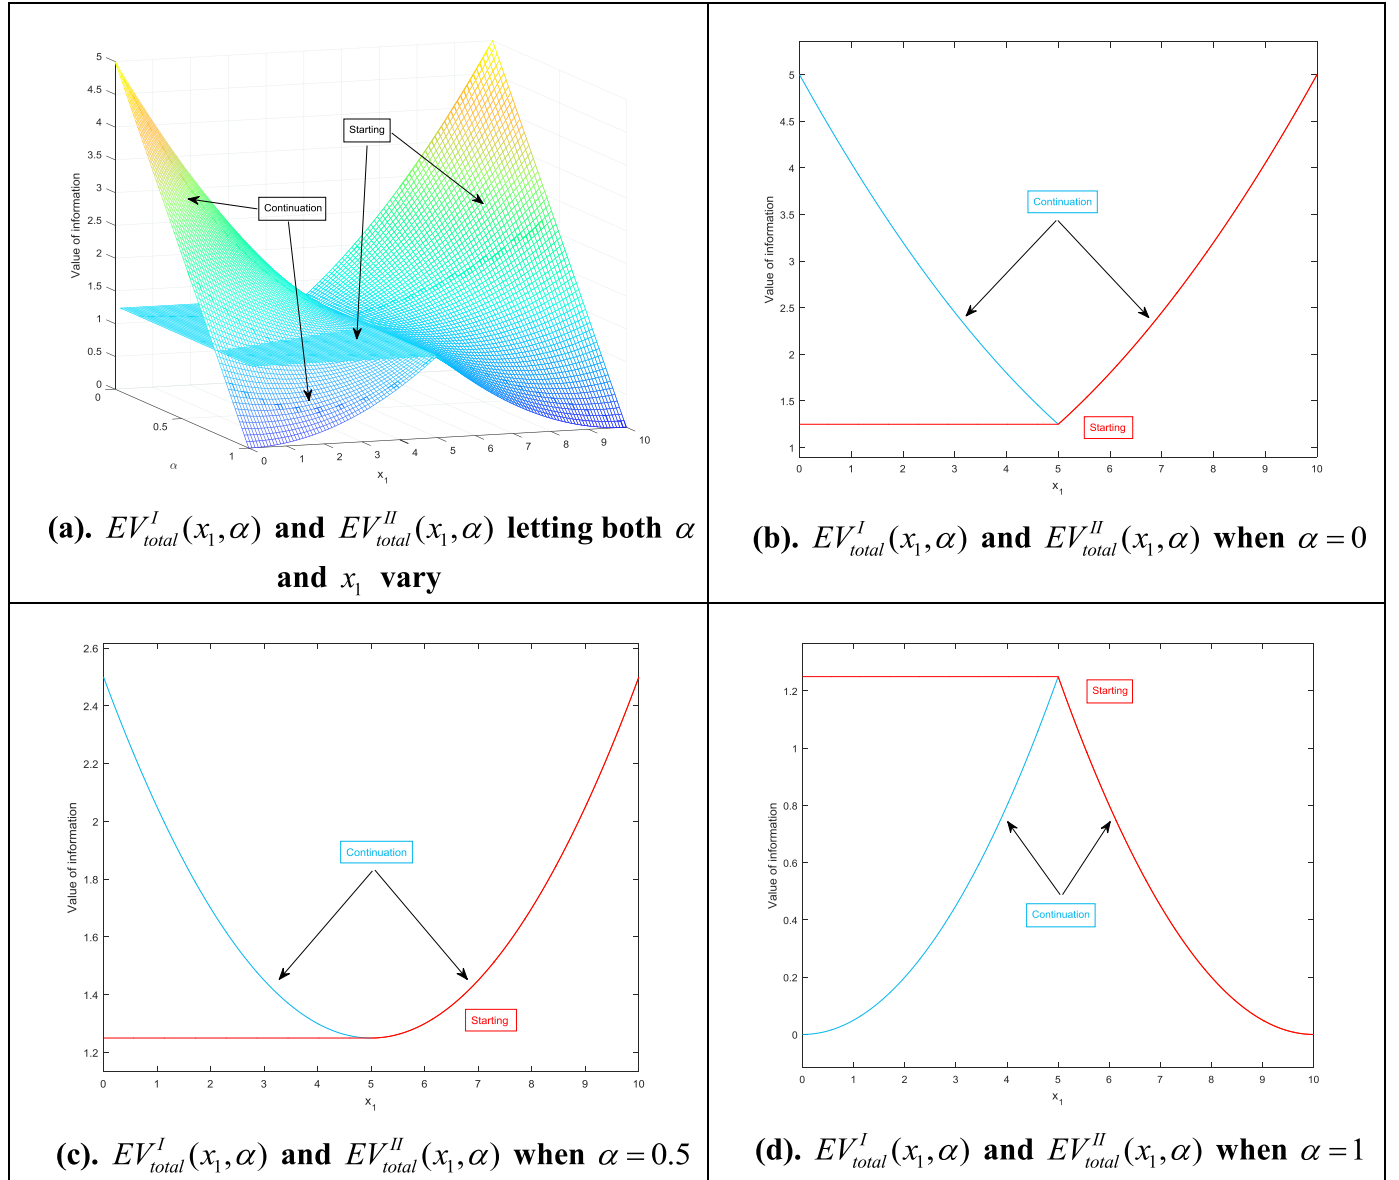 5
4.5
4
3.5
3
2.5
2
1.5
1
0.5
0
Value of information
Starting
Continuation
0
0.5
1
α
0 1 2 3 4 5 6 7 8 9 10
x₁
(a). EV^I_total(x₁,α) and EV^II_total(x₁,α) letting both α
and x₁ vary
5
4.5
4
3.5
3
2.5
2
1.5
1
Value of information
Continuation
Starting
0 1 2 3 4 5 6 7 8 9 10
x₁
(b). EV^I_total(x₁,α) and EV^II_total(x₁,α) when α = 0
2.6
2.4
2.2
2
1.8
1.6
1.4
1.2
Value of information
Continuation
Starting
0 1 2 3 4 5 6 7 8 9 10
x₁
(c). EV^I_total(x₁,α) and EV^II_total(x₁,α) when α = 0.5
1.2
1
0.8
0.6
0.4
0.2
0
Value of information
Starting
Continuation
0 1 2 3 4 5 6 7 8 9 10
x₁
(d). EV^I_total(x₁,α) and EV^II_total(x₁,α) when α = 1